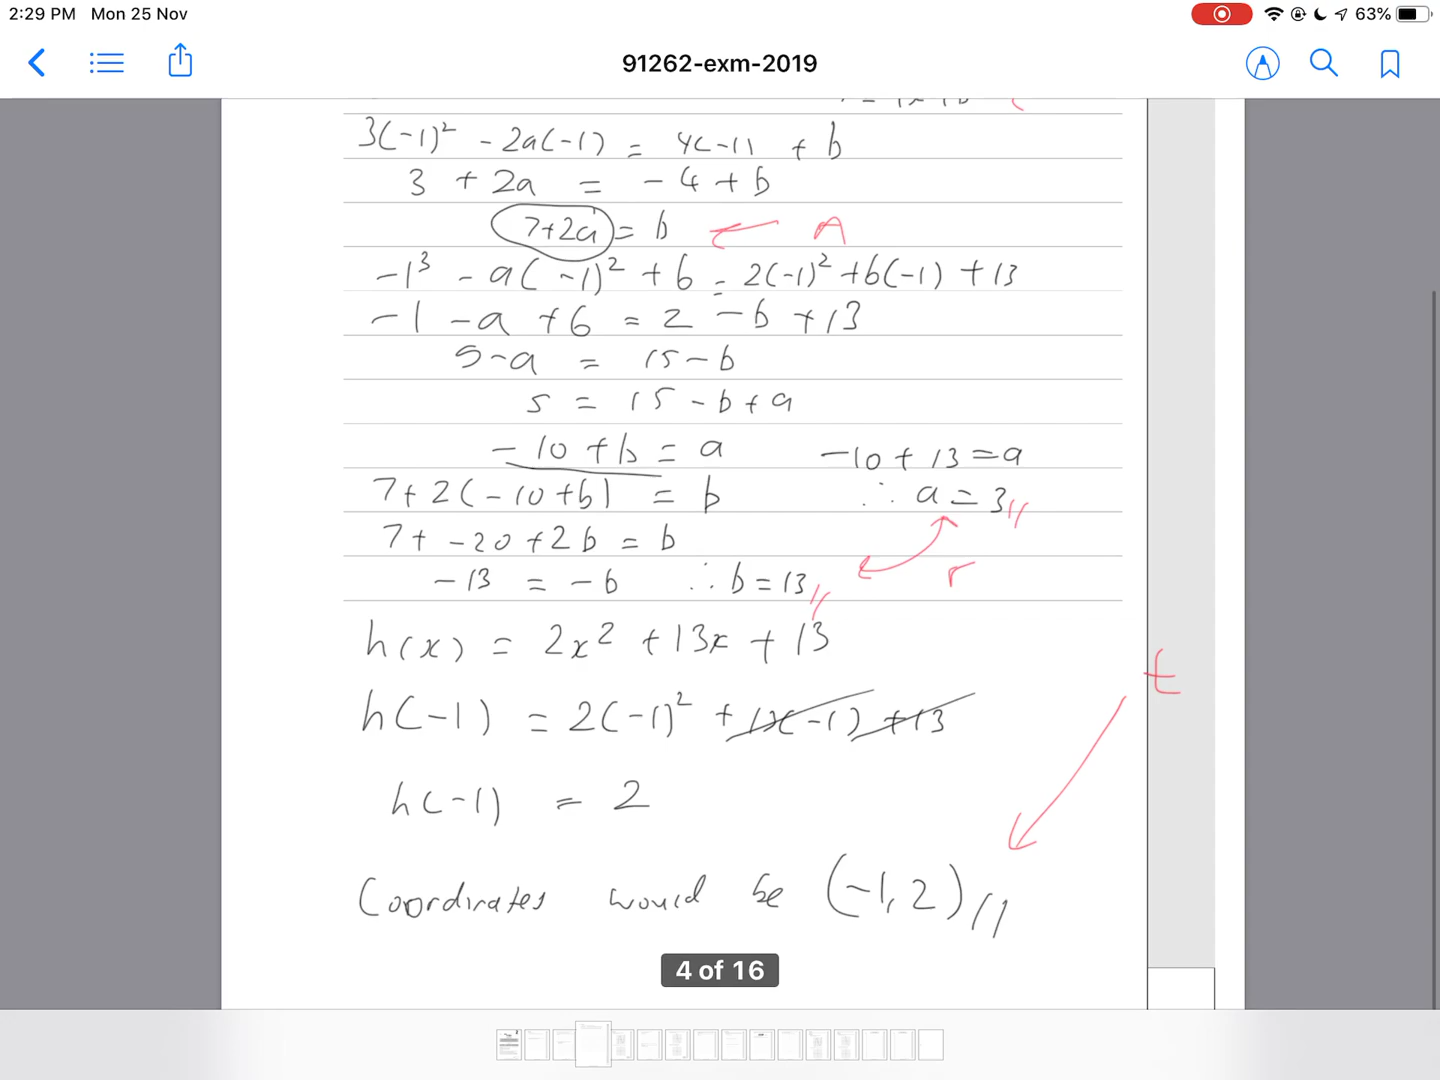 2:29 PM Mon 25 Nov 63%
91262-exm-2019
3(-1)² - 2a(-1) = 4(-1) + b
3 + 2a = - 4 + b
7+2a = b A
-1³ - a(-1)² + 6 = 2(-1)² + b(-1) + 13
-1 - a + 6 = 2 - b + 13
5 - a = 15 - b
5 = 15 - b + a
- 10 + b = a -10 + 13 = a
7 + 2(-10 + b) = b ∴ a = 3
7 + -20 + 2b = b
-13 = - b ∴ b = 13 r
h(x) = 2x² + 13x + 13
t
h(-1) = 2(-1)² + 13(-1) + 13
h(-1) = 2
Coordinates would be (-1, 2)
4 of 16